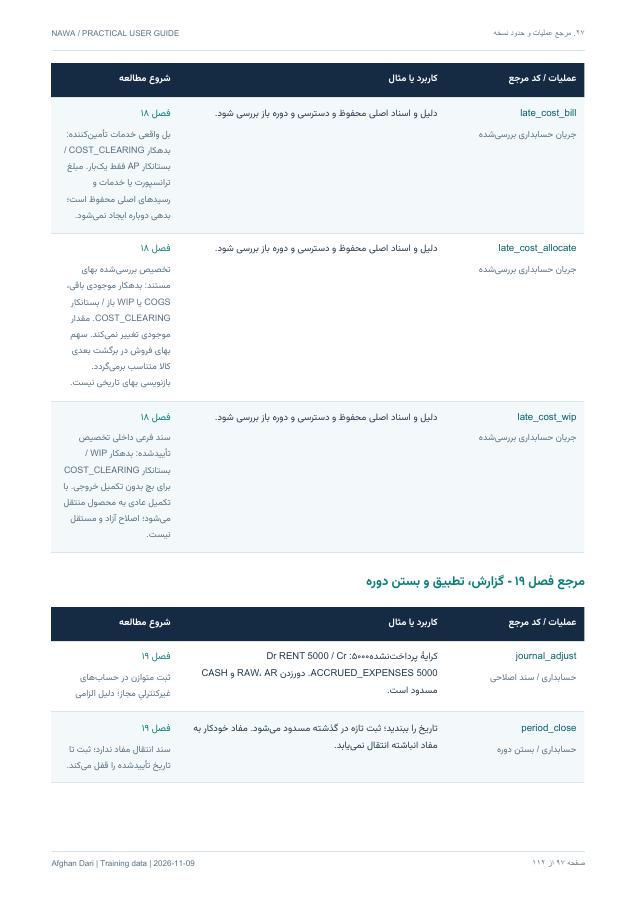 ۲۷. مرجع عملیات و حدود نسخه
NAWA / PRACTICAL USER GUIDE
عملیات / کد مرجع
کاربرد یا مثال
شروع مطالعه
late_cost_bill
جریان حسابداری بررسی‌شده
دلیل و اسناد اصلی محفوظ و دسترسی و دوره باز بررسی شود.
فصل ۱۸
بل واقعی خدمات تأمین‌کننده:
بدهکار COST_CLEARING /
بستانکار AP فقط یک‌بار. مبلغ
ترانسپورت یا خدمات و
رسیدهای اصلی محفوظ است؛
بدهی دوباره ایجاد نمی‌شود.
late_cost_allocate
جریان حسابداری بررسی‌شده
دلیل و اسناد اصلی محفوظ و دسترسی و دوره باز بررسی شود.
فصل ۱۸
تخصیص بررسی‌شده بهای
مستند: بدهکار موجودی باقی،
COGS یا WIP باز / بستانکار
COST_CLEARING. مقدار
موجودی تغییر نمی‌کند. سهم
بهای فروش در برگشت بعدی
کالا متناسب برمی‌گردد.
بازنویسی بهای تاریخی نیست.
late_cost_wip
جریان حسابداری بررسی‌شده
دلیل و اسناد اصلی محفوظ و دسترسی و دوره باز بررسی شود.
فصل ۱۸
سند فرعی داخلی تخصیص
تأییدشده: بدهکار WIP /
بستانکار COST_CLEARING
برای بچ بدون تکمیل خروجی. با
تکمیل عادی به محصول منتقل
می‌شود؛ اصلاح آزاد و مستقل
نیست.
مرجع فصل ۱۹ - گزارش، تطبیق و بستن دوره
عملیات / کد مرجع
کاربرد یا مثال
شروع مطالعه
journal_adjust
حسابداری / سند اصلاحی
کرایهٔ پرداخت‌نشده۵۰۰۰: Dr RENT 5000 / Cr
ACCRUED_EXPENSES 5000. دورزدن RAW، AR و CASH
مسدود است.
فصل ۱۹
ثبت متوازن در حساب‌های
غیرکنترلیِ مجاز؛ دلیل الزامی
period_close
حسابداری / بستن دوره
تاریخ را ببندید؛ ثبت تازه در گذشته مسدود می‌شود. مفاد خودکار به
مفاد انباشته انتقال نمی‌یابد.
فصل ۱۹
سند انتقال مفاد ندارد؛ ثبت تا
تاریخ تأییدشده را قفل می‌کند.
صفحه ۹۷ از ۱۱۲
Afghan Dari | Training data | 2026-11-09